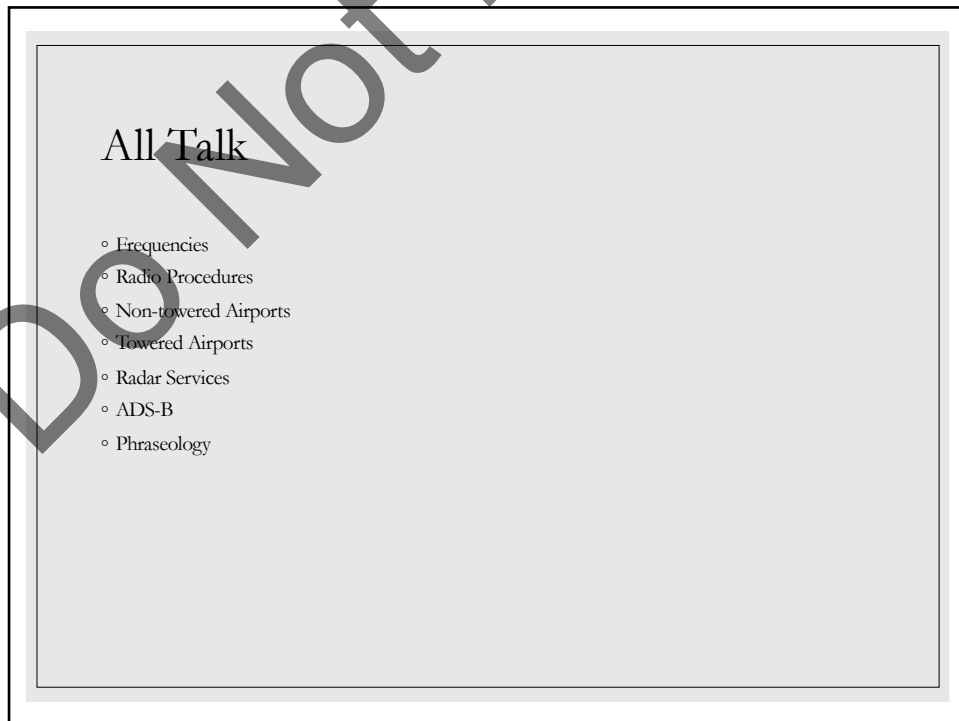 All Talk
◦ Frequencies
◦ Radio Procedures
◦ Non-towered Airports
◦ Towered Airports
◦ Radar Services
◦ ADS-B
◦ Phraseology
Do Not